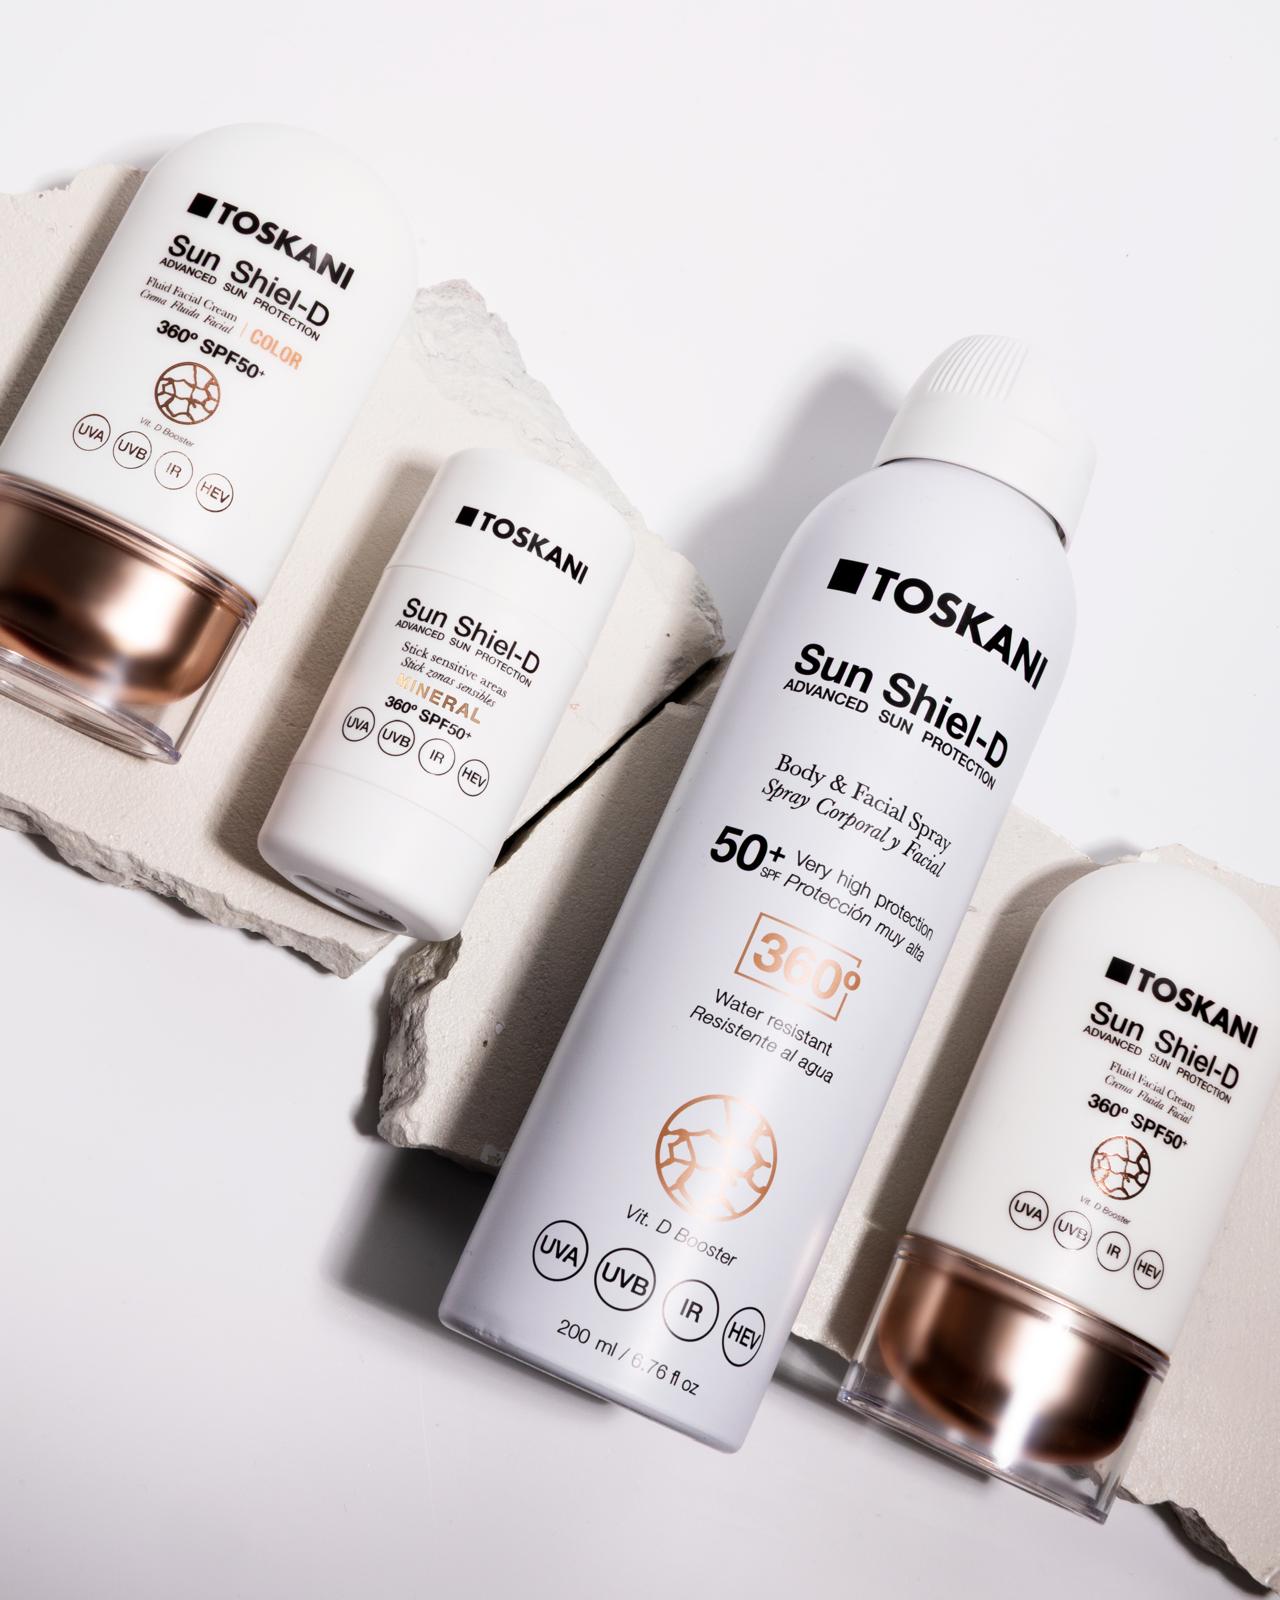 TOSKANI
Sun Shiel-D
ADVANCED SUN PROTECTION
Fluid Facial Cream
Crema Fluida Facial
COLOR
360º SPF50+
Vit. D Booster
UVA UVB IR HEV
TOSKANI
Sun Shiel-D
ADVANCED SUN PROTECTION
Stick sensitive areas
Stick zonas sensibles
MINERAL
360º SPF50+
UVA UVB IR HEV
TOSKANI
Sun Shiel-D
ADVANCED SUN PROTECTION
Body & Facial Spray
Spray Corporal y Facial
50+ Very high protection
SPF Protección muy alta
360º
Water resistant
Resistente al agua
Vit. D Booster
UVA UVB IR HEV
200 ml / 6.76 fl oz
TOSKANI
Sun Shiel-D
ADVANCED SUN PROTECTION
Fluid Facial Cream
Crema Fluida Facial
360º SPF50+
Vit. D Booster
UVA UVB IR HEV